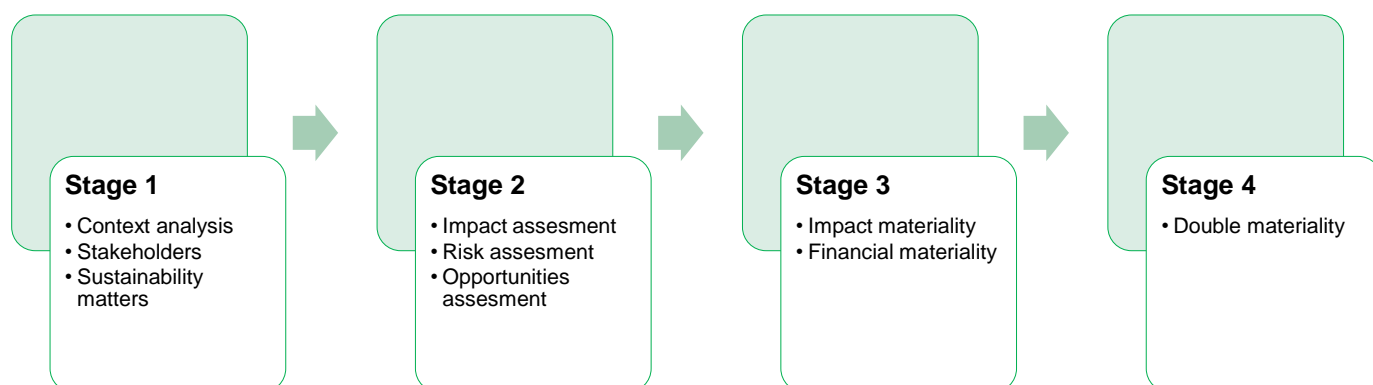 Stage 1
• Context analysis
• Stakeholders
• Sustainability
matters
Stage 2
• Impact assesment
• Risk assesment
• Opportunities
assesment
Stage 3
• Impact materiality
• Financial materiality
Stage 4
• Double materiality